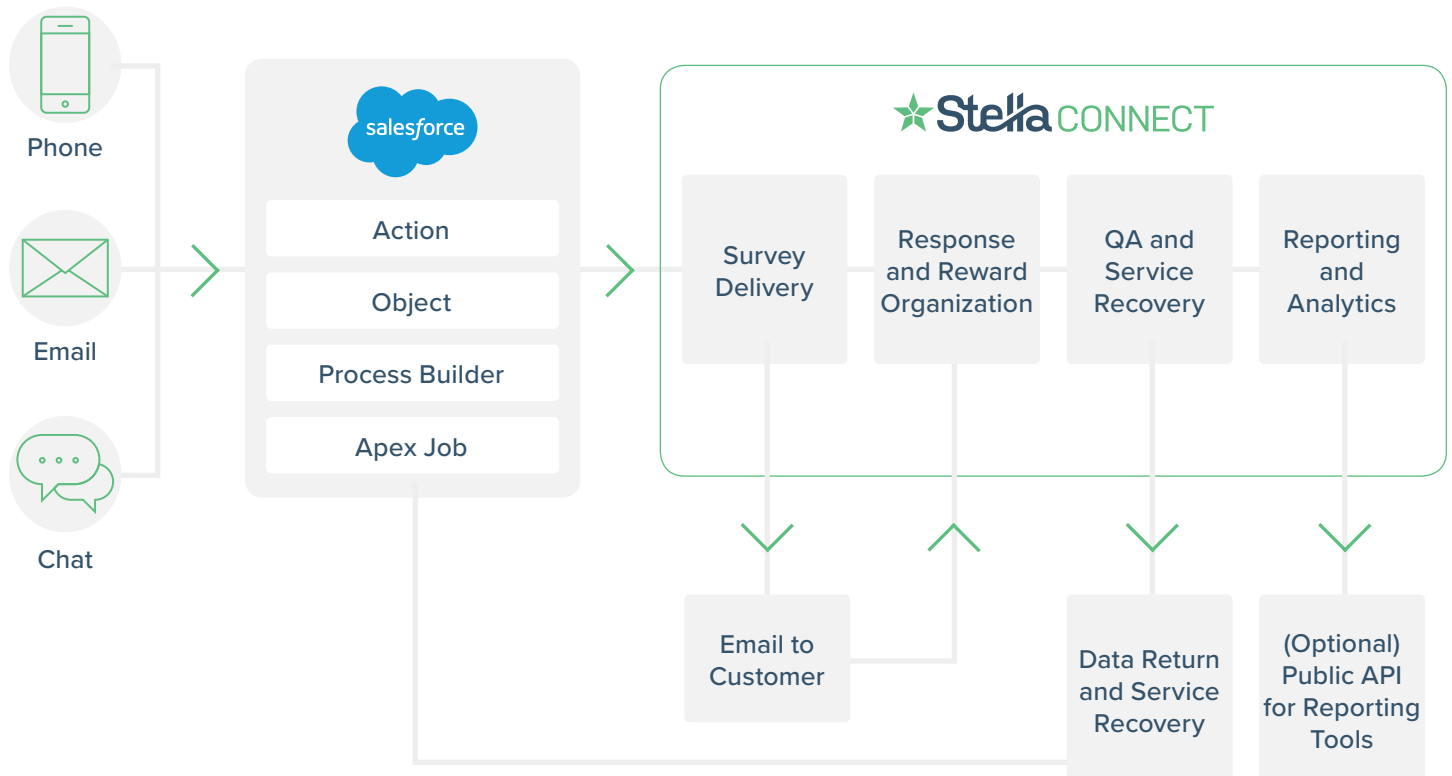 Phone
Email
Chat
salesforce
Action
Object
Process Builder
Apex Job
Stella CONNECT
Survey
Delivery
Response
and Reward
Organization
QA and
Service
Recovery
Reporting
and
Analytics
Email to
Customer
Data Return
and Service
Recovery
(Optional)
Public API
for Reporting
Tools